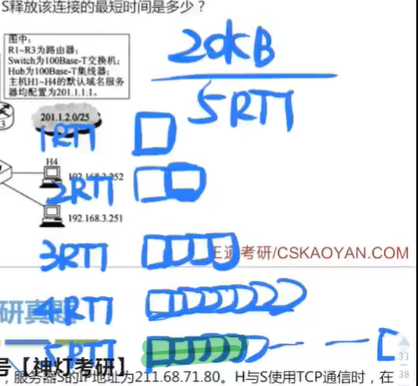 S释放该连接的最短时间是多少？
图中：
R1~R3为路由器；
Switch为100Base-T交换机；
Hub为100Base-T集线器；
主机H1~H4的默认域名服务
器均配置为201.1.1.1。
20KB
5RTT
201.1.2.0/25
1RTT
H4
2RTT
192.168.3.251
3RTT
王道考研/CSKAOYAN.COM
4RTT
研真题
5RTT
号【神灯考研】
33
38
，服务器S的IP地址为211.68.71.80。H与S使用TCP通信时，在